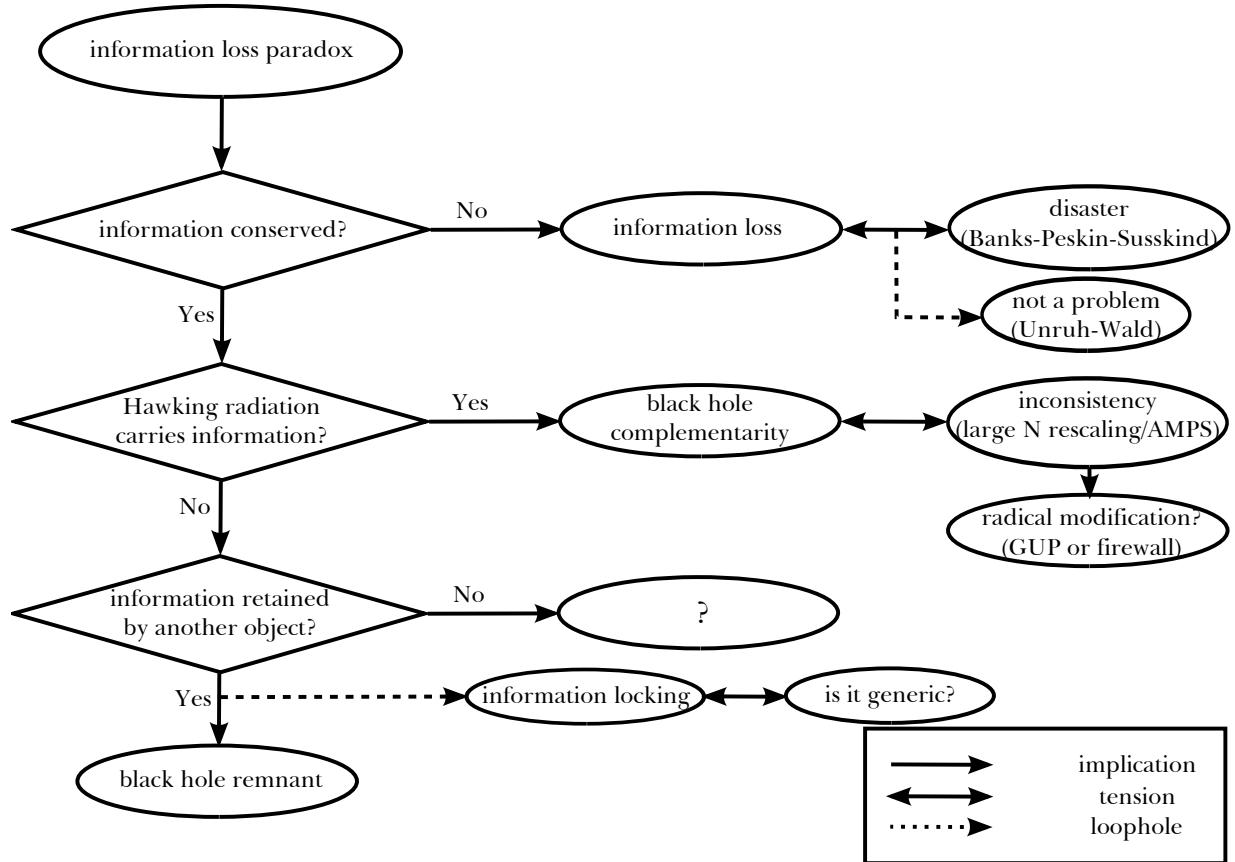 information loss paradox
information conserved?
No
information loss
disaster
(Banks-Peskin-Susskind)
not a problem
(Unruh-Wald)
Yes
Hawking radiation
carries information?
Yes
black hole
complementarity
inconsistency
(large N rescaling/AMPS)
radical modification?
(GUP or firewall)
No
information retained
by another object?
No
?
Yes
information locking
is it generic?
black hole remnant
implication
tension
loophole